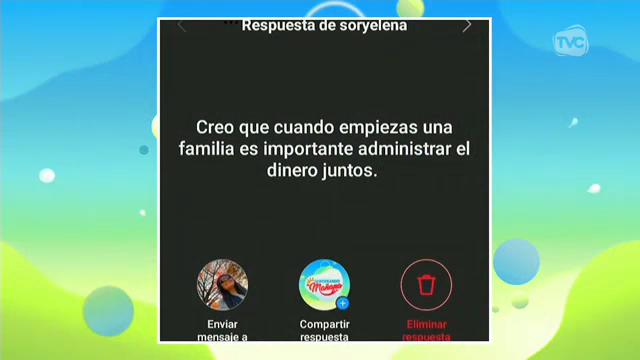 Respuesta de soryelena
TVC
Creo que cuando empiezas una
familia es importante administrar el
dinero juntos.
Mañana
Enviar
mensaje a
Compartir
respuesta
Eliminar
respuesta